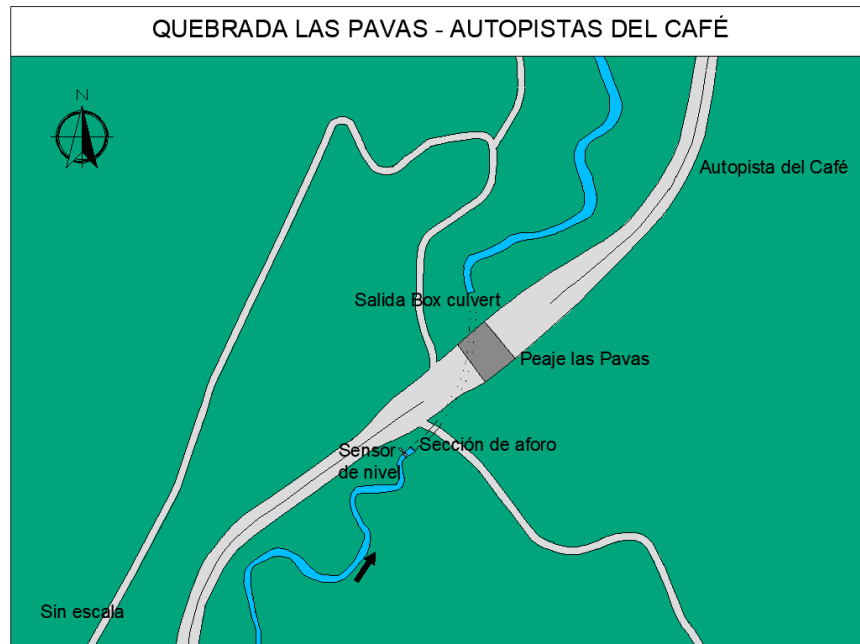 QUEBRADA LAS PAVAS - AUTOPISTAS DEL CAFÉ
N
Autopista del Café
Salida Box culvert
Peaje las Pavas
Sección de aforo
Sensor
de nivel
Sin escala